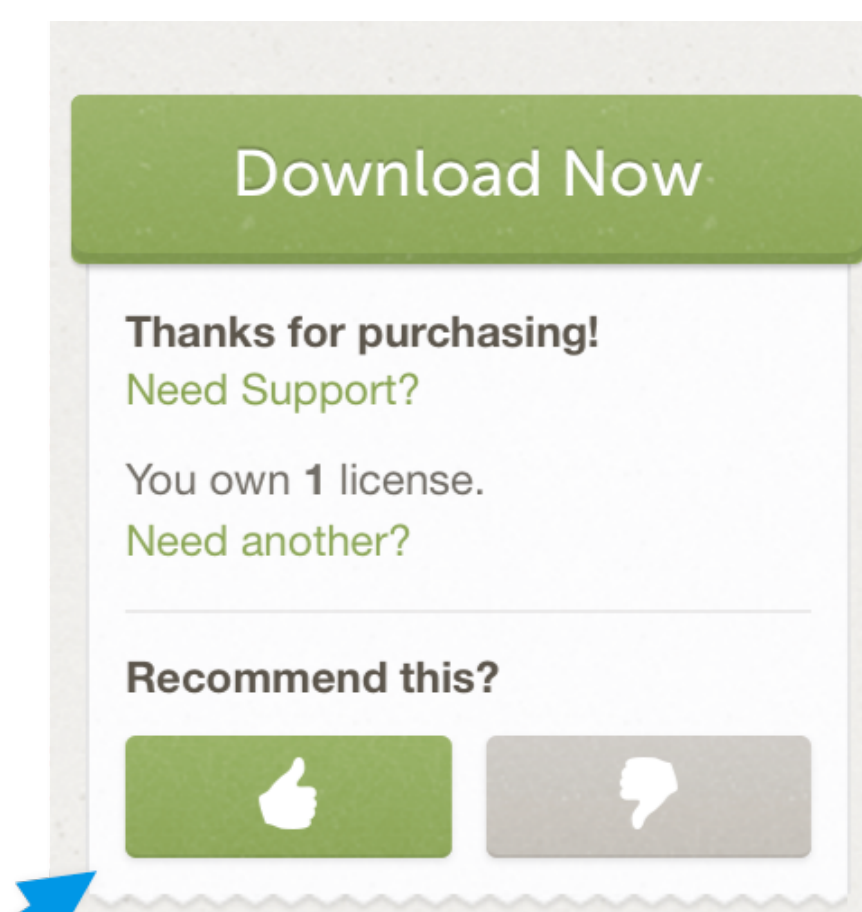 Download Now
Thanks for purchasing!
Need Support?
You own 1 license.
Need another?
Recommend this?